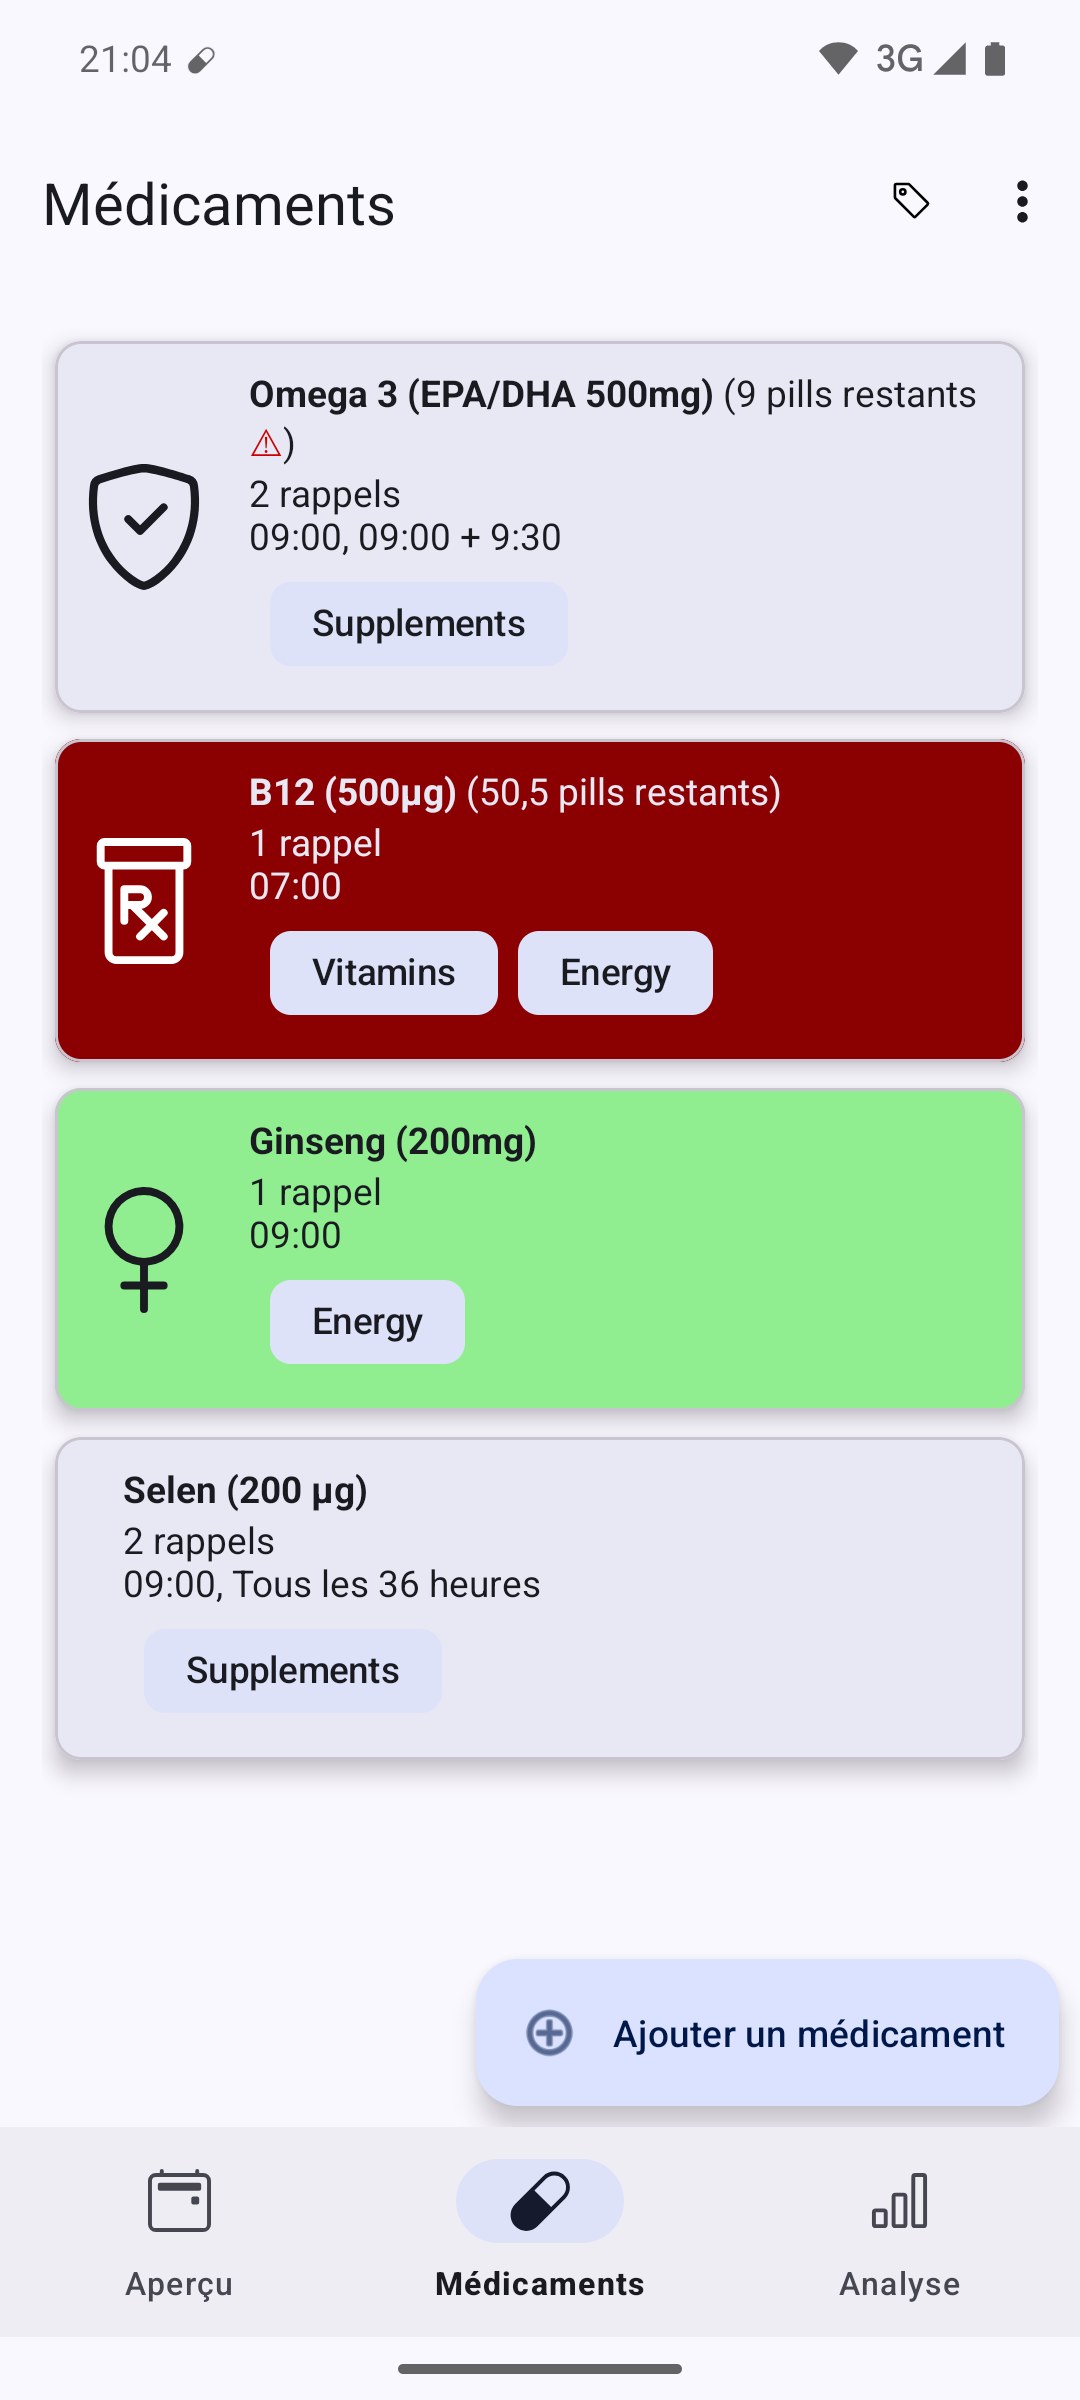 21:04
3G
Médicaments
Omega 3 (EPA/DHA 500mg) (9 pills restants
⚠)
2 rappels
09:00, 09:00 + 9:30
Supplements
B12 (500µg) (50,5 pills restants)
1 rappel
07:00
Rx
Vitamins Energy
Ginseng (200mg)
1 rappel
09:00
Energy
Selen (200 µg)
2 rappels
09:00, Tous les 36 heures
Supplements
Ajouter un médicament
Aperçu Médicaments Analyse